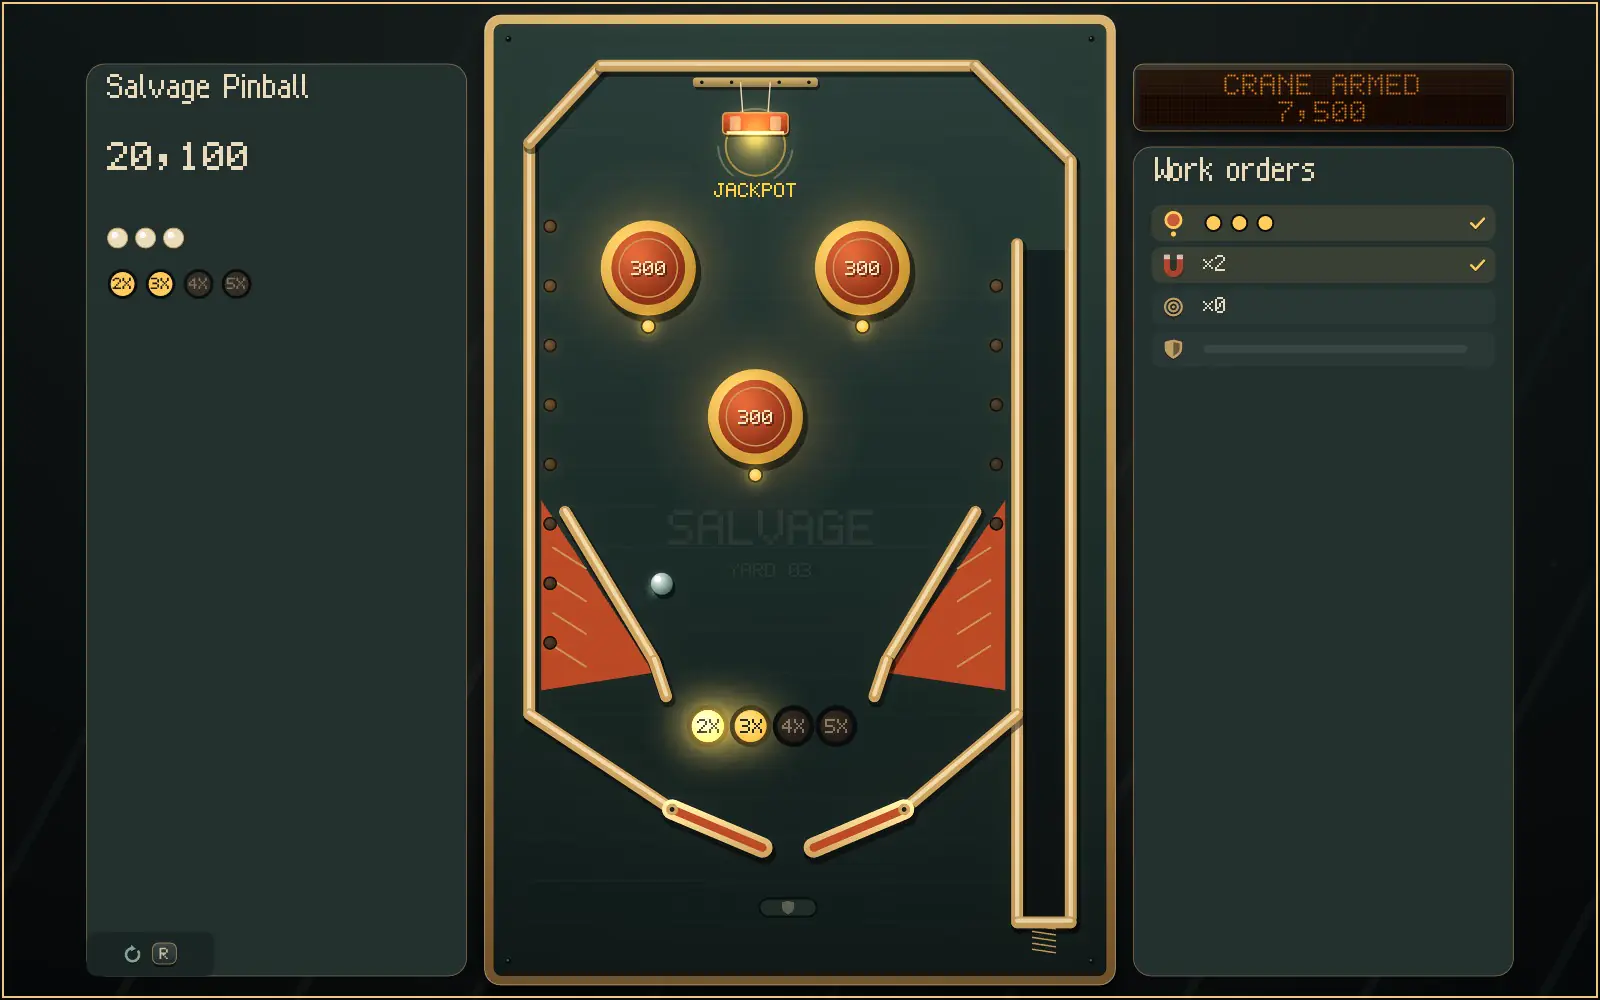 Salvage Pinball
20,100
2X 3X 4X 5X
R
JACKPOT
300 300
300
SALVAGE
YARD 03
2X 3X 4X 5X
CRANE ARMED
7,500
Work orders
×2
×0